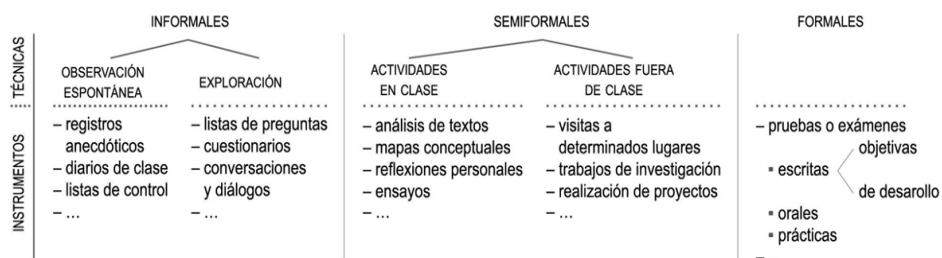 INFORMALES
SEMIFORMALES
FORMALES
TÉCNICAS
OBSERVACIÓN
ESPONTÁNEA
EXPLORACIÓN
ACTIVIDADES
EN CLASE
ACTIVIDADES FUERA
DE CLASE
INSTRUMENTOS
– registros
anecdóticos
– diarios de clase
– listas de control
– ...
– listas de preguntas
– cuestionarios
– conversaciones
y diálogos
– ...
– análisis de textos
– mapas conceptuales
– reflexiones personales
– ensayos
– ...
– visitas a
determinados lugares
– trabajos de investigación
– realización de proyectos
– ...
– pruebas o exámenes
▪ escritas
objetivas
de desarollo
▪ orales
▪ prácticas